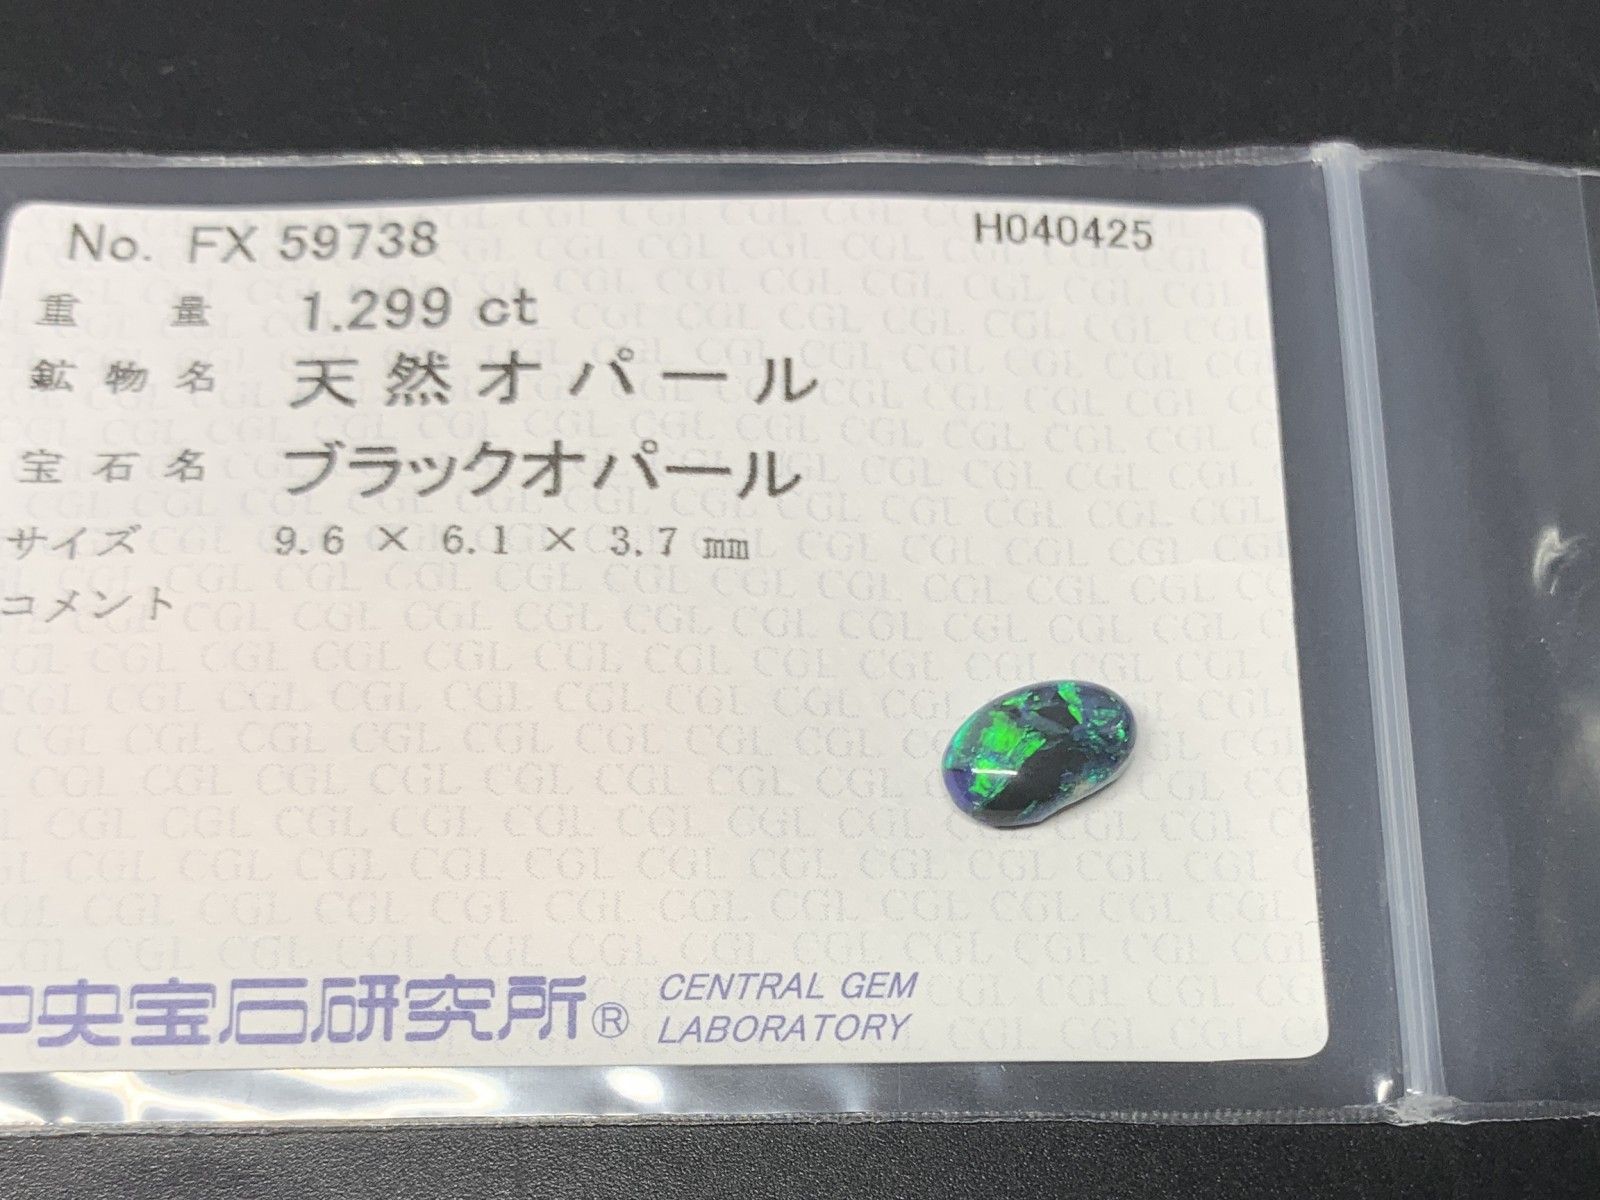 No. FX 59738
H040425
重量 1.299 ct
鉱物名 天然オパール
宝石名 ブラックオパール
サイズ 9.6 × 6.1 × 3.7 mm
コメント
中央宝石研究所® CENTRAL GEM
LABORATORY